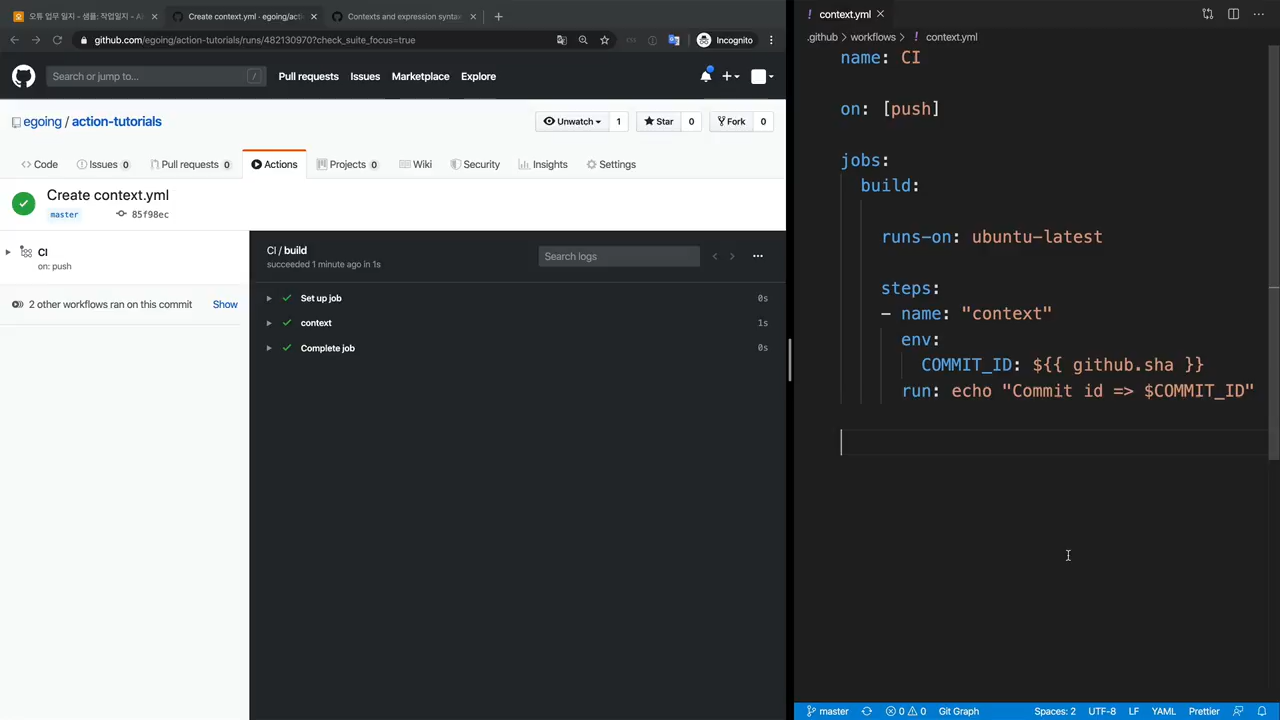 오튜 업무 일지 - 샘플: 작업일지 - Ai
Create context.yml · egoing/acti
Contexts and expression syntax
github.com/egoing/action-tutorials/runs/482130970?check_suite_focus=true
Incognito
Search or jump to...
/
Pull requests
Issues
Marketplace
Explore
egoing / action-tutorials
Unwatch
1
Star
0
Fork
0
Code
Issues 0
Pull requests 0
Actions
Projects 0
Wiki
Security
Insights
Settings
Create context.yml
master
85f98ec
CI
on: push
2 other workflows ran on this commit
Show
CI / build
succeeded 1 minute ago in 1s
Search logs
Set up job
0s
context
1s
Complete job
0s
! context.yml
.github > workflows > ! context.yml
name: CI
on: [push]
jobs:
build:
runs-on: ubuntu-latest
steps:
- name: "context"
env:
COMMIT_ID: ${{ github.sha }}
run: echo "Commit id => $COMMIT_ID"
master
0
0
Git Graph
Spaces: 2
UTF-8
LF
YAML
Prettier